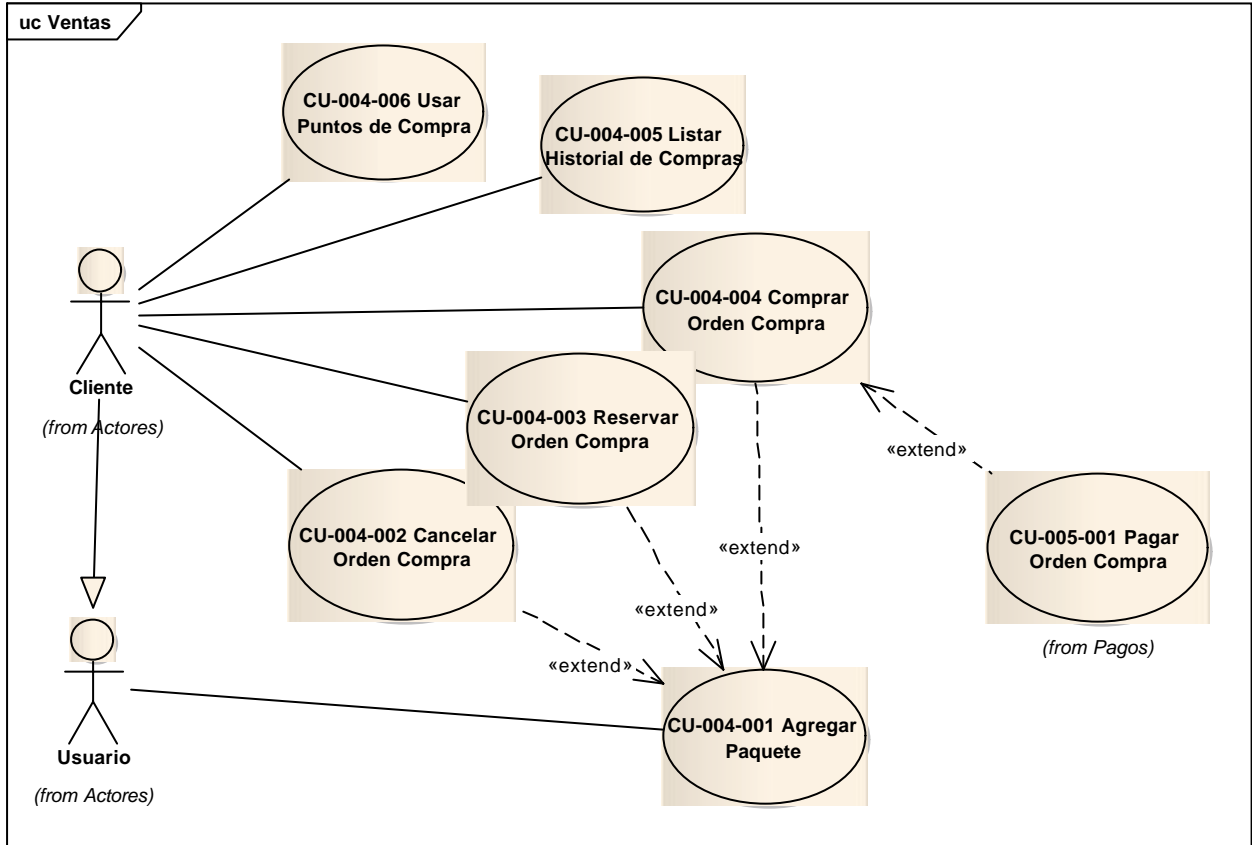 uc Ventas
CU-004-006 Usar
Puntos de Compra
CU-004-005 Listar
Historial de Compras
CU-004-004 Comprar
Orden Compra
Cliente
(from Actores)
CU-004-003 Reservar
Orden Compra
«extend»
CU-004-002 Cancelar
Orden Compra
«extend»
CU-005-001 Pagar
Orden Compra
(from Pagos)
«extend»
«extend»
CU-004-001 Agregar
Paquete
Usuario
(from Actores)